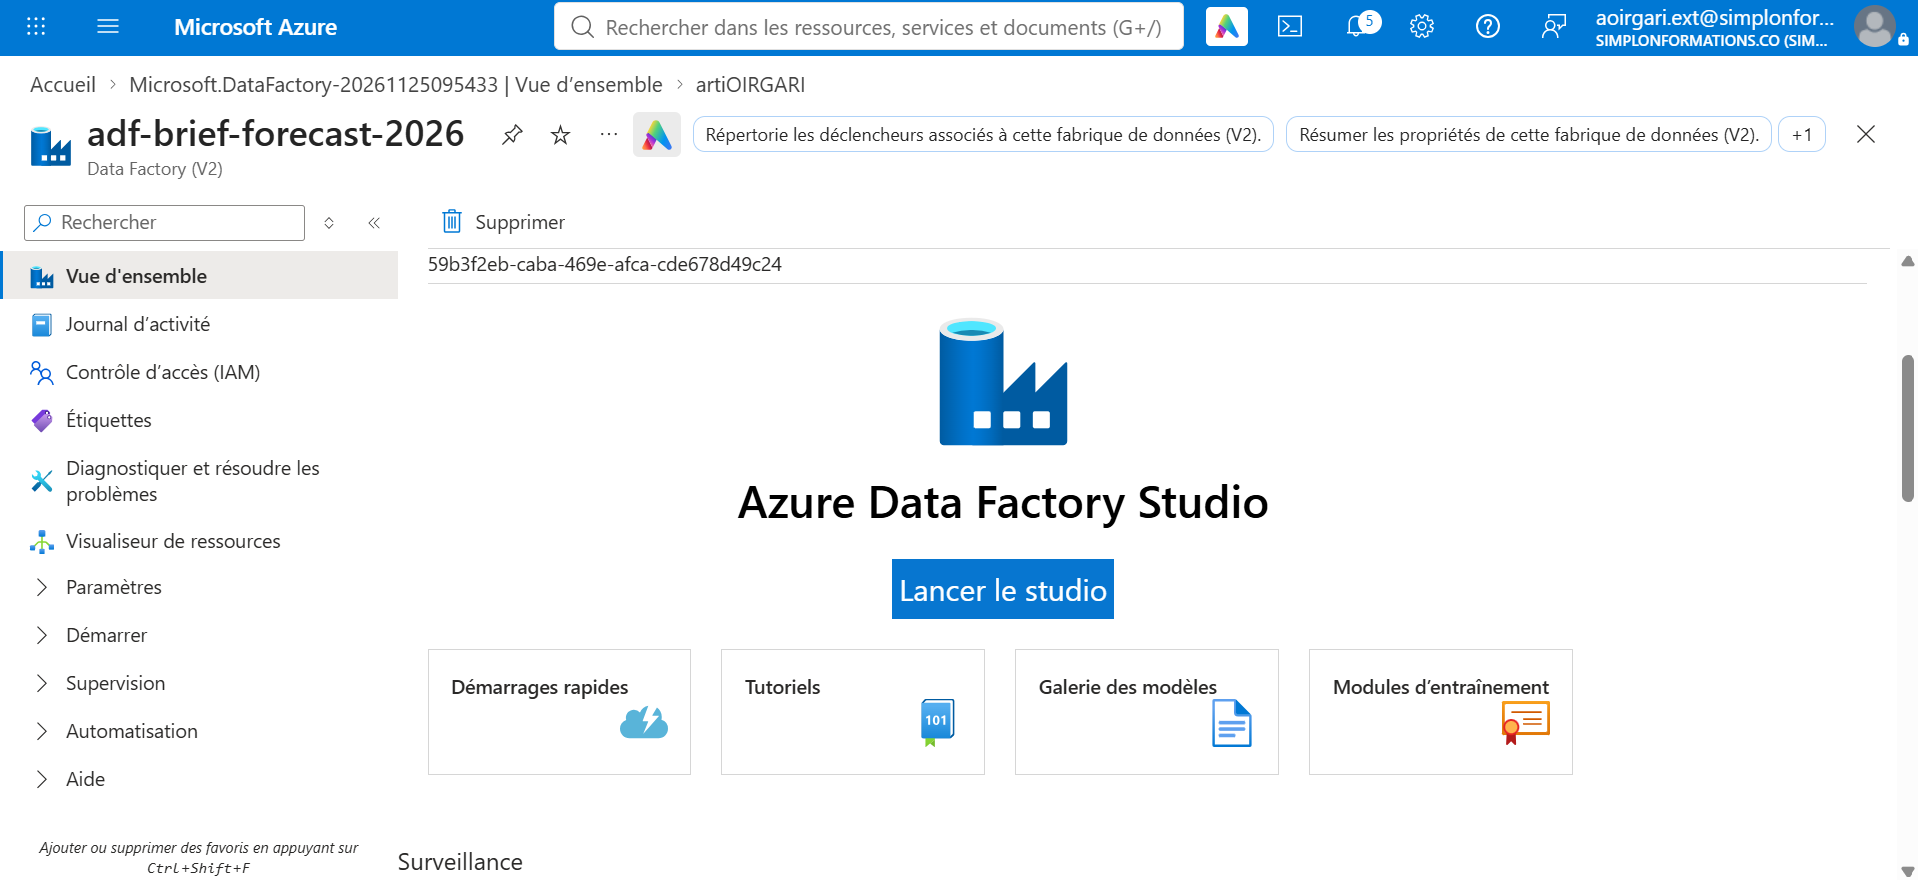 Microsoft Azure
Rechercher dans les ressources, services et documents (G+/)
5
aoirgari.ext@simplonfor...
SIMPLONFORMATIONS.CO (SIM...
Accueil > Microsoft.DataFactory-20261125095433 | Vue d’ensemble > artiOIRGARI
adf-brief-forecast-2026
Data Factory (V2)
Répertorie les déclencheurs associés à cette fabrique de données (V2).
Résumer les propriétés de cette fabrique de données (V2).
+1
Rechercher
Supprimer
59b3f2eb-caba-469e-afca-cde678d49c24
Vue d'ensemble
Journal d’activité
Contrôle d’accès (IAM)
Étiquettes
Diagnostiquer et résoudre les
problèmes
Visualiseur de ressources
Paramètres
Démarrer
Supervision
Automatisation
Aide
Ajouter ou supprimer des favoris en appuyant sur
Ctrl+Shift+F
Azure Data Factory Studio
Lancer le studio
Démarrages rapides
Tutoriels
101
Galerie des modèles
Modules d’entraînement
Surveillance